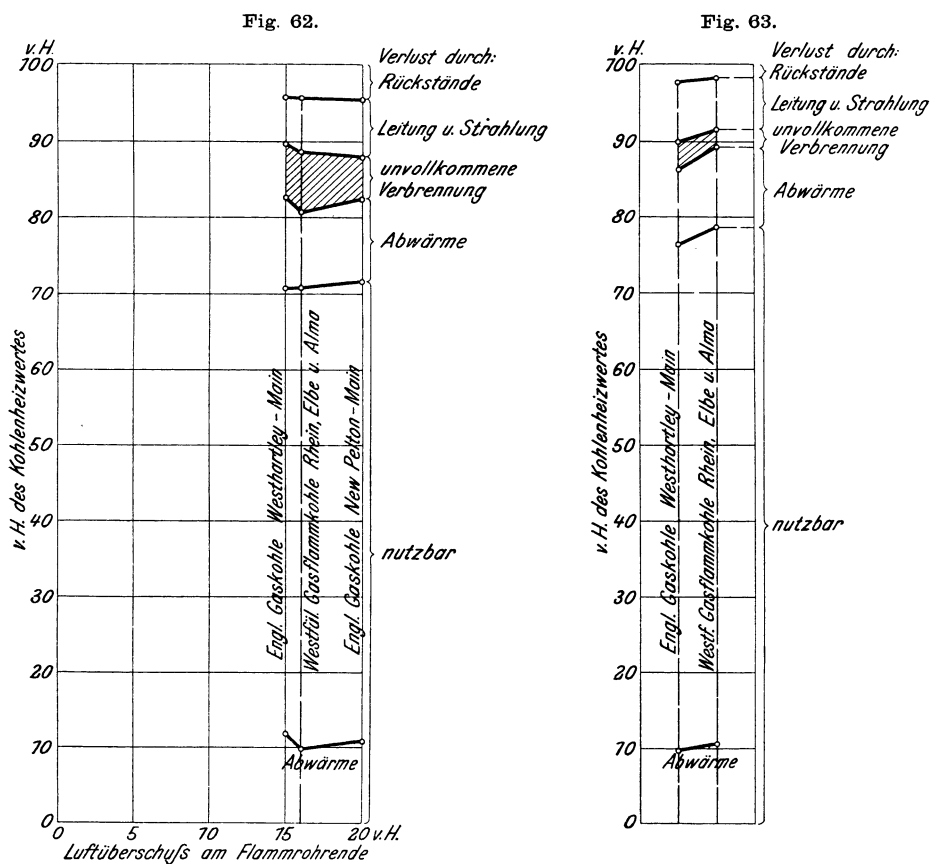 Fig. 62.
v. H.
100
90
80
70
60
50
40
30
20
10
0
v. H. des Kohlenheizwertes
0 5 10 15 20 v. H.
Luftüberschuß am Flammrohrende
Engl. Gaskohle Westhartley-Main
Westfäl. Gasflammkohle Rhein, Elbe u. Alma
Engl. Gaskohle New Pelton-Main
Abwärme
Verlust durch:
Rückstände
Leitung u. Strahlung
unvollkommene
Verbrennung
Abwärme
nutzbar
Fig. 63.
v. H.
100
90
80
70
60
50
40
30
20
10
0
v. H. des Kohlenheizwertes
Engl. Gaskohle Westhartley-Main
Westf. Gasflammkohle Rhein, Elbe u. Alma
Abwärme
Verlust durch:
Rückstände
Leitung u. Strahlung
unvollkommene
Verbrennung
Abwärme
nutzbar